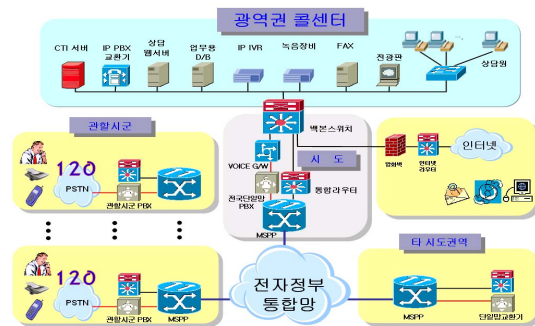 광역권 콜센터
CTI 서버
IP PBX
교환기
상담
웹서버
업무용
D/B
IP IVR
녹음장비
FAX
전광판
상담원
관할시군
120
PSTN
관할시군 PBX
백본스위치
VOICE G/W
시 도
전국단일망
PBX
통합라우터
MSPP
방화벽
인터넷
라우터
인터넷
120
PSTN
관할시군 PBX
MSPP
전자정부
통합망
타 시도권역
MSPP
단일망교환기